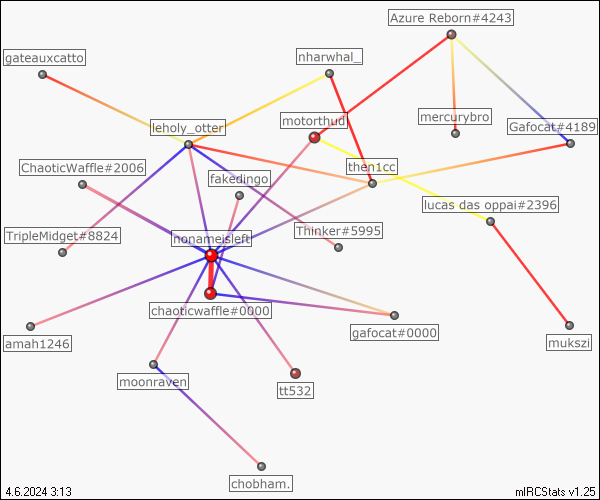 Azure Reborn#4243
gateauxcatto
nharwhal_
mercurybro
motorthud
leholy_otter
Gafocat#4189
ChaoticWaffle#2006
then1cc
fakedingo
lucas das oppai#2396
TripleMidget#8824
nonameisleft
Thinker#5995
chaoticwaffle#0000
gafocat#0000
amah1246
mukszi
moonraven
tt532
chobham.
4.6.2024 3:13
mIRCStats v1.25